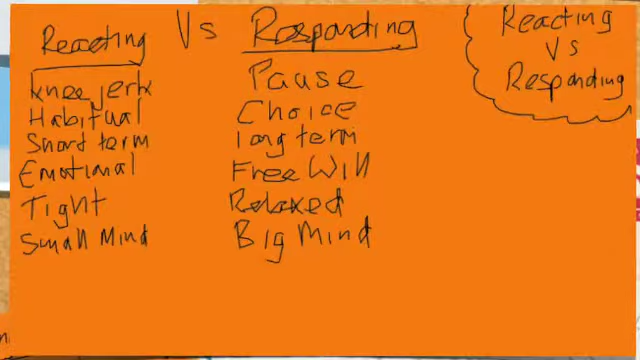 Reacting Vs Responding
Knee jerk Pause
Habitual Choice
Short term long term
Emotional Free Will
Tight Relaxed
Small Mind Big Mind
Reacting
Vs
Responding